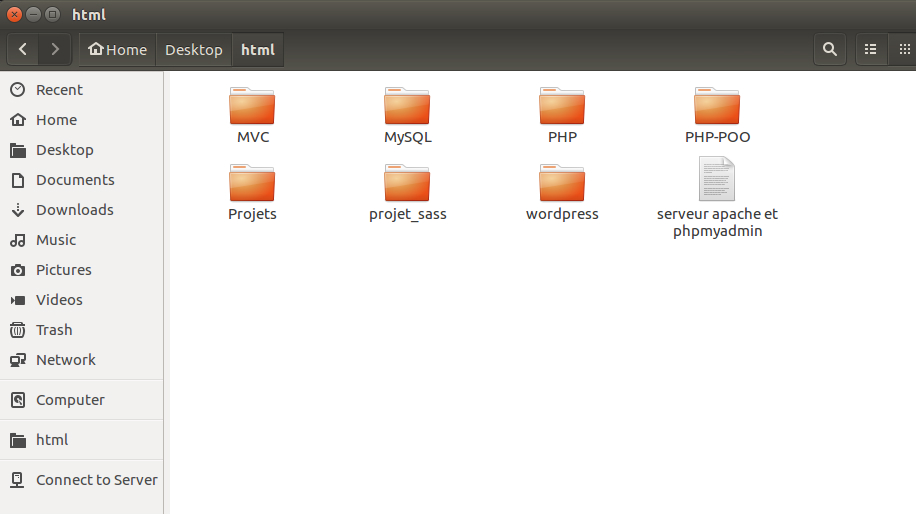 html
Home Desktop html
Recent
Home
Desktop
Documents
Downloads
Music
Pictures
Videos
Trash
Network
Computer
html
Connect to Server
MVC MySQL PHP PHP-POO
Projets projet_sass wordpress serveur apache et
phpmyadmin